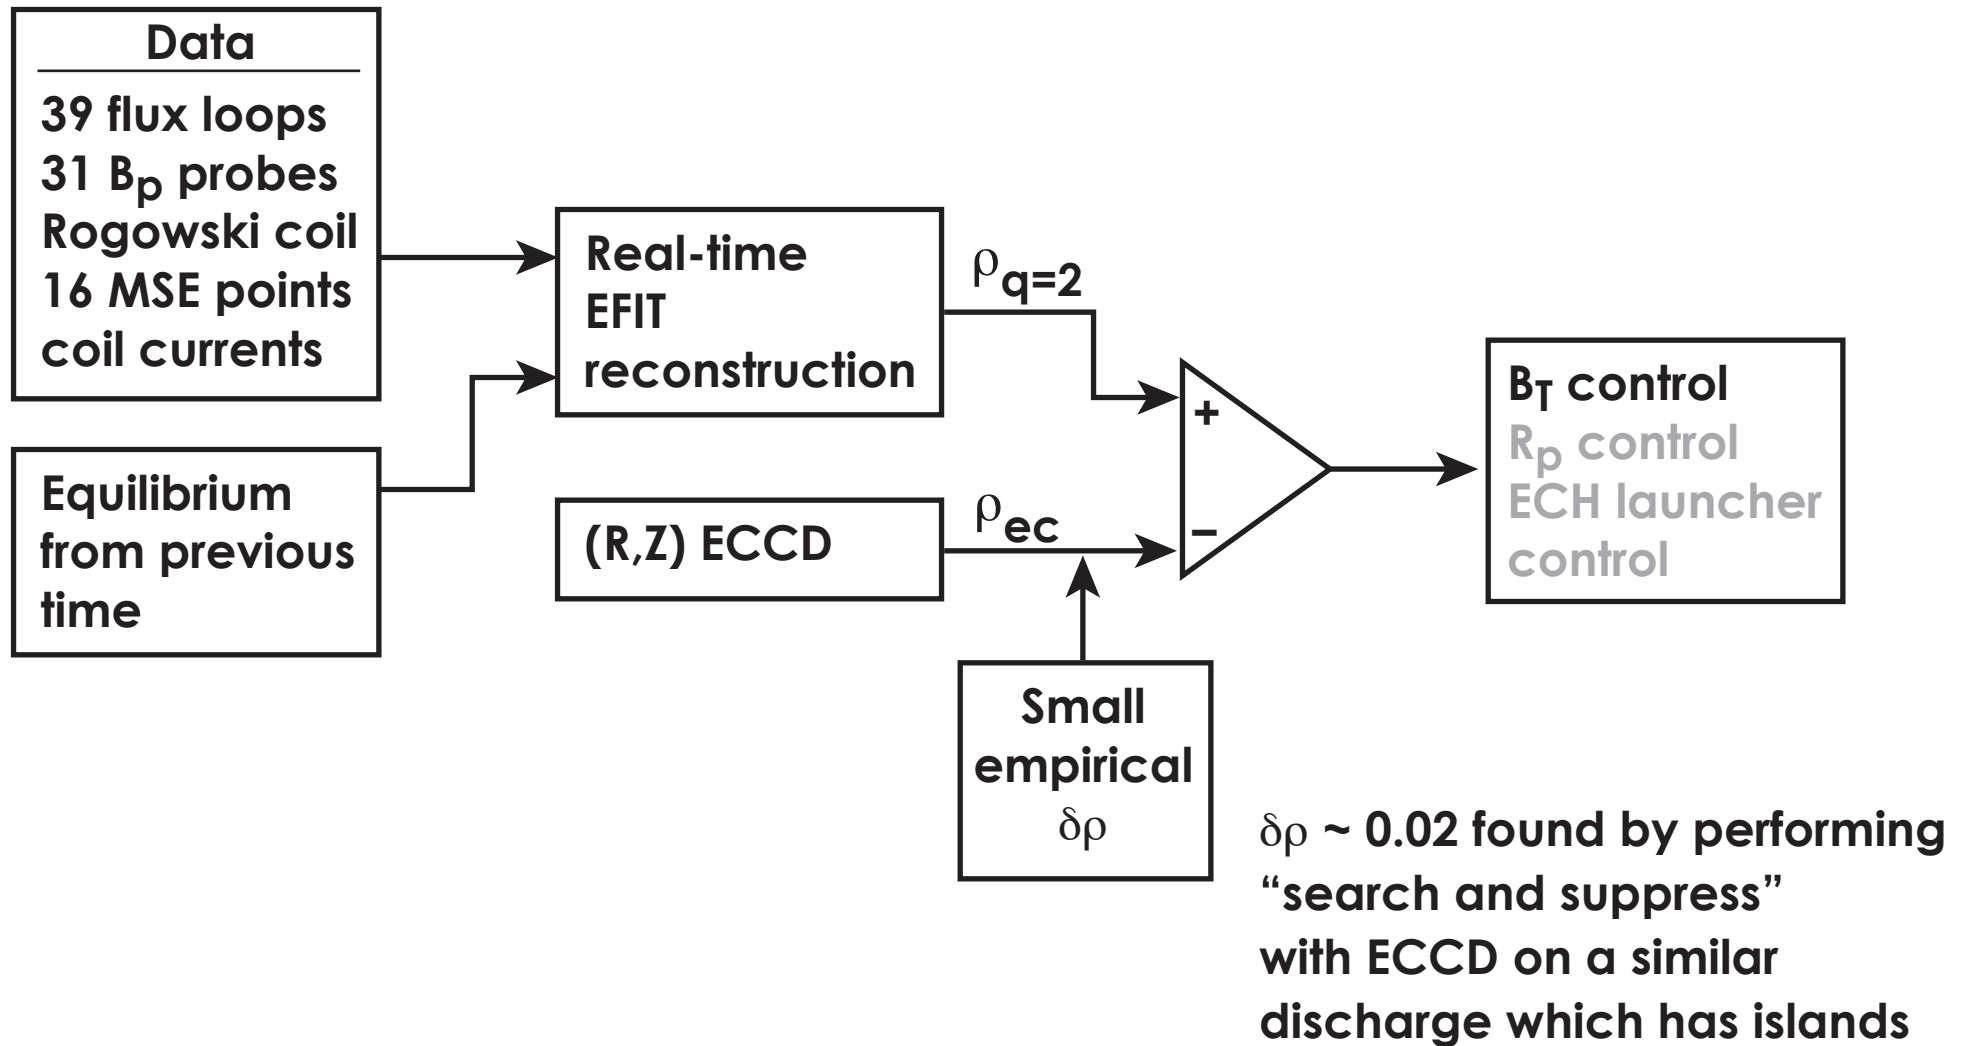 Data
39 flux loops
31 Bp probes
Rogowski coil
16 MSE points
coil currents
Equilibrium
from previous
time
Real-time
EFIT
reconstruction
ρq=2
(R,Z) ECCD
ρec
+
−
Small
empirical
δρ
BT control
Rp control
ECH launcher
control
δρ ~ 0.02 found by performing
“search and suppress”
with ECCD on a similar
discharge which has islands